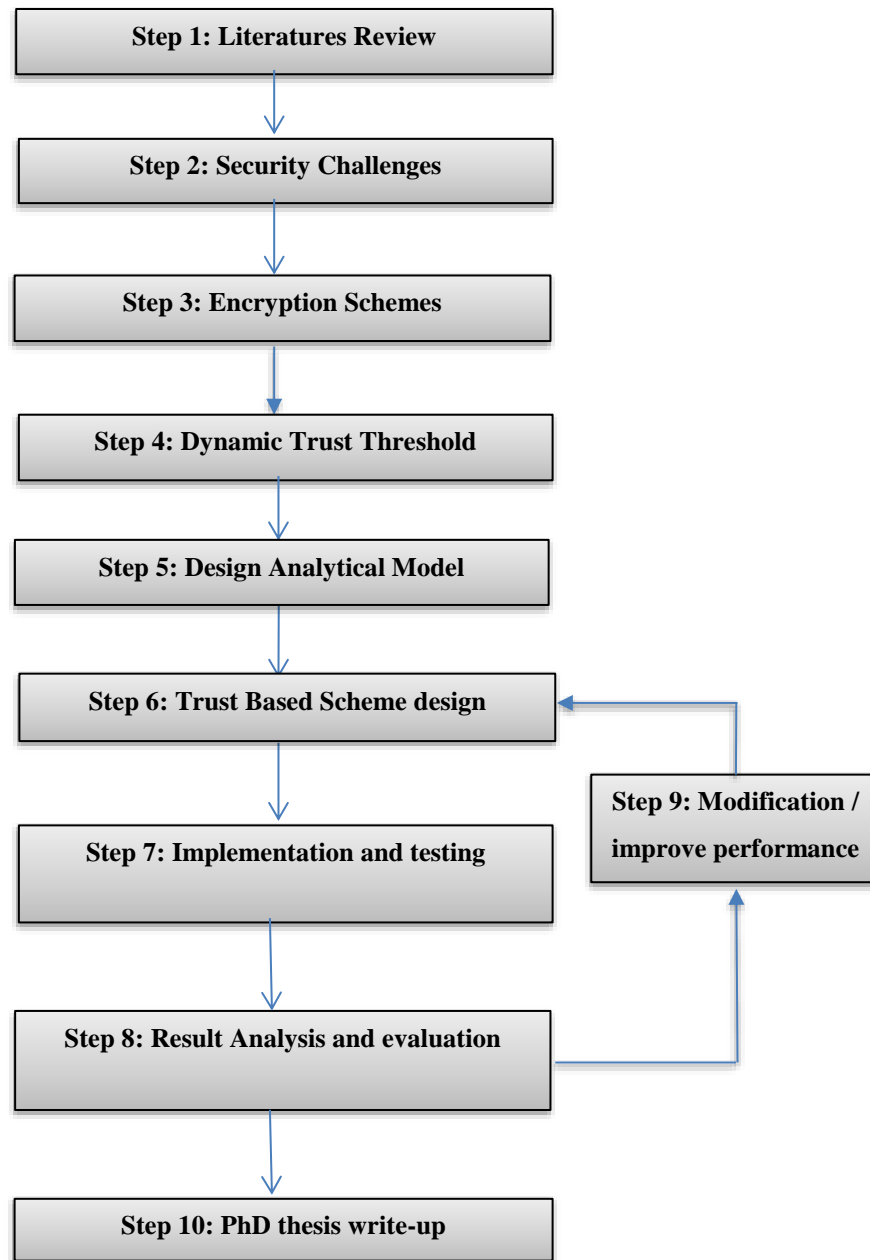 Step 1: Literatures Review
Step 2: Security Challenges
Step 3: Encryption Schemes
Step 4: Dynamic Trust Threshold
Step 5: Design Analytical Model
Step 6: Trust Based Scheme design
Step 9: Modification /
improve performance
Step 7: Implementation and testing
Step 8: Result Analysis and evaluation
Step 10: PhD thesis write-up